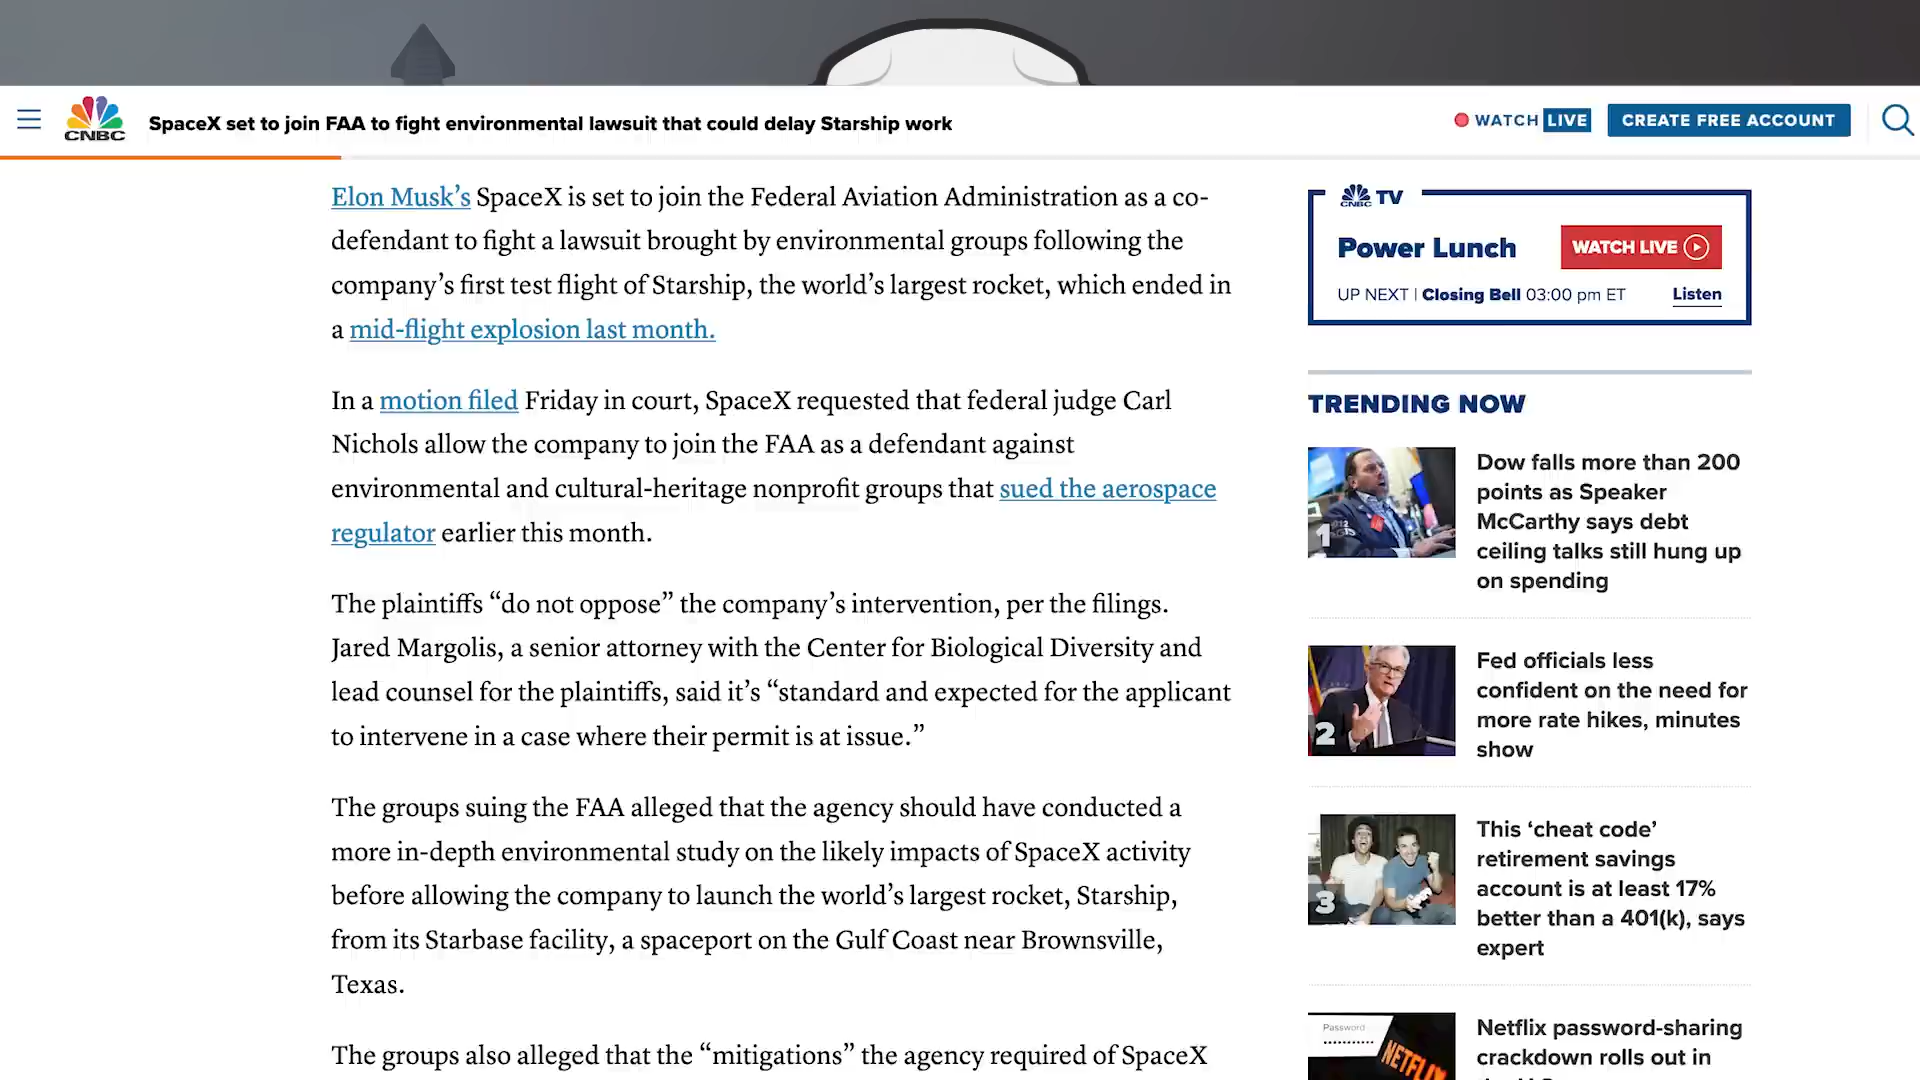 CNBC
SpaceX set to join FAA to fight environmental lawsuit that could delay Starship work
WATCH LIVE
CREATE FREE ACCOUNT
Elon Musk’s SpaceX is set to join the Federal Aviation Administration as a co-
defendant to fight a lawsuit brought by environmental groups following the
company’s first test flight of Starship, the world’s largest rocket, which ended in
a mid-flight explosion last month.
In a motion filed Friday in court, SpaceX requested that federal judge Carl
Nichols allow the company to join the FAA as a defendant against
environmental and cultural-heritage nonprofit groups that sued the aerospace
regulator earlier this month.
The plaintiffs “do not oppose” the company’s intervention, per the filings.
Jared Margolis, a senior attorney with the Center for Biological Diversity and
lead counsel for the plaintiffs, said it’s “standard and expected for the applicant
to intervene in a case where their permit is at issue.”
The groups suing the FAA alleged that the agency should have conducted a
more in-depth environmental study on the likely impacts of SpaceX activity
before allowing the company to launch the world’s largest rocket, Starship,
from its Starbase facility, a spaceport on the Gulf Coast near Brownsville,
Texas.
The groups also alleged that the “mitigations” the agency required of SpaceX
CNBC TV
Power Lunch
WATCH LIVE
UP NEXT | Closing Bell 03:00 pm ET
Listen
TRENDING NOW
1
Dow falls more than 200
points as Speaker
McCarthy says debt
ceiling talks still hung up
on spending
2
Fed officials less
confident on the need for
more rate hikes, minutes
show
3
This ‘cheat code’
retirement savings
account is at least 17%
better than a 401(k), says
expert
Password
NETFLIX
Netflix password-sharing
crackdown rolls out in